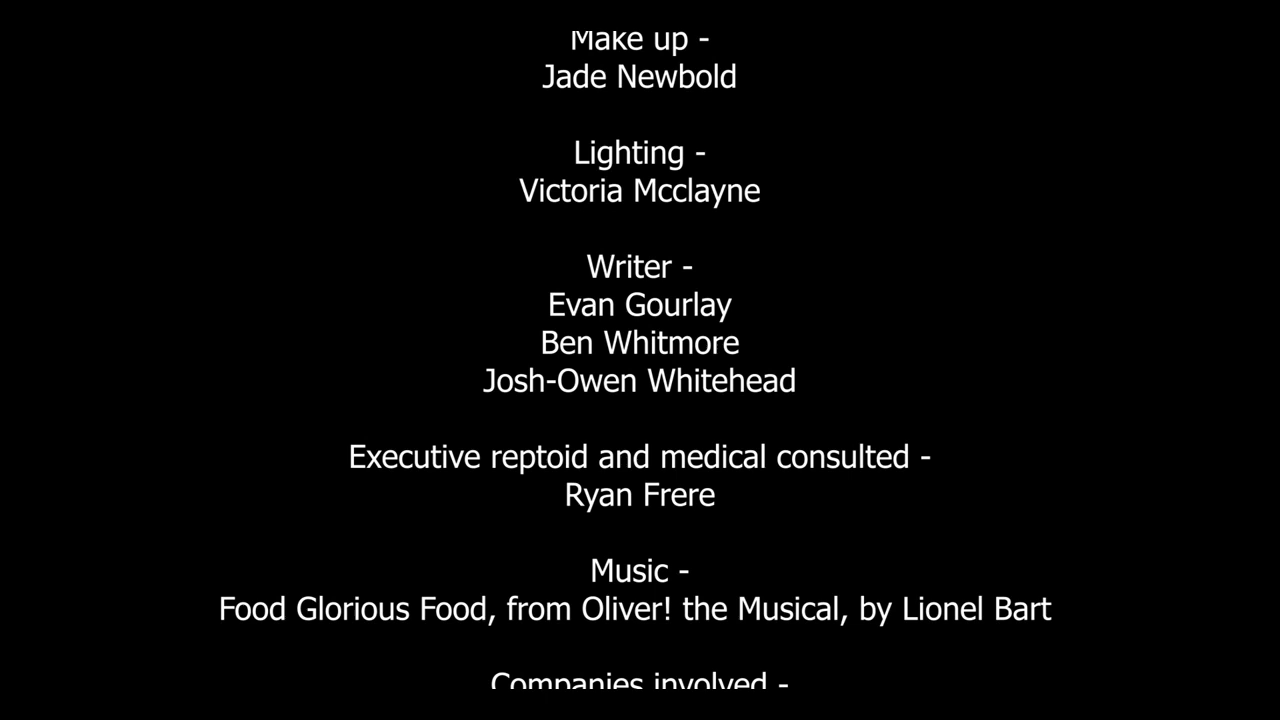 Make up -
Jade Newbold
Lighting -
Victoria Mcclayne
Writer -
Evan Gourlay
Ben Whitmore
Josh-Owen Whitehead
Executive reptoid and medical consulted -
Ryan Frere
Music -
Food Glorious Food, from Oliver! the Musical, by Lionel Bart
Companies involved -